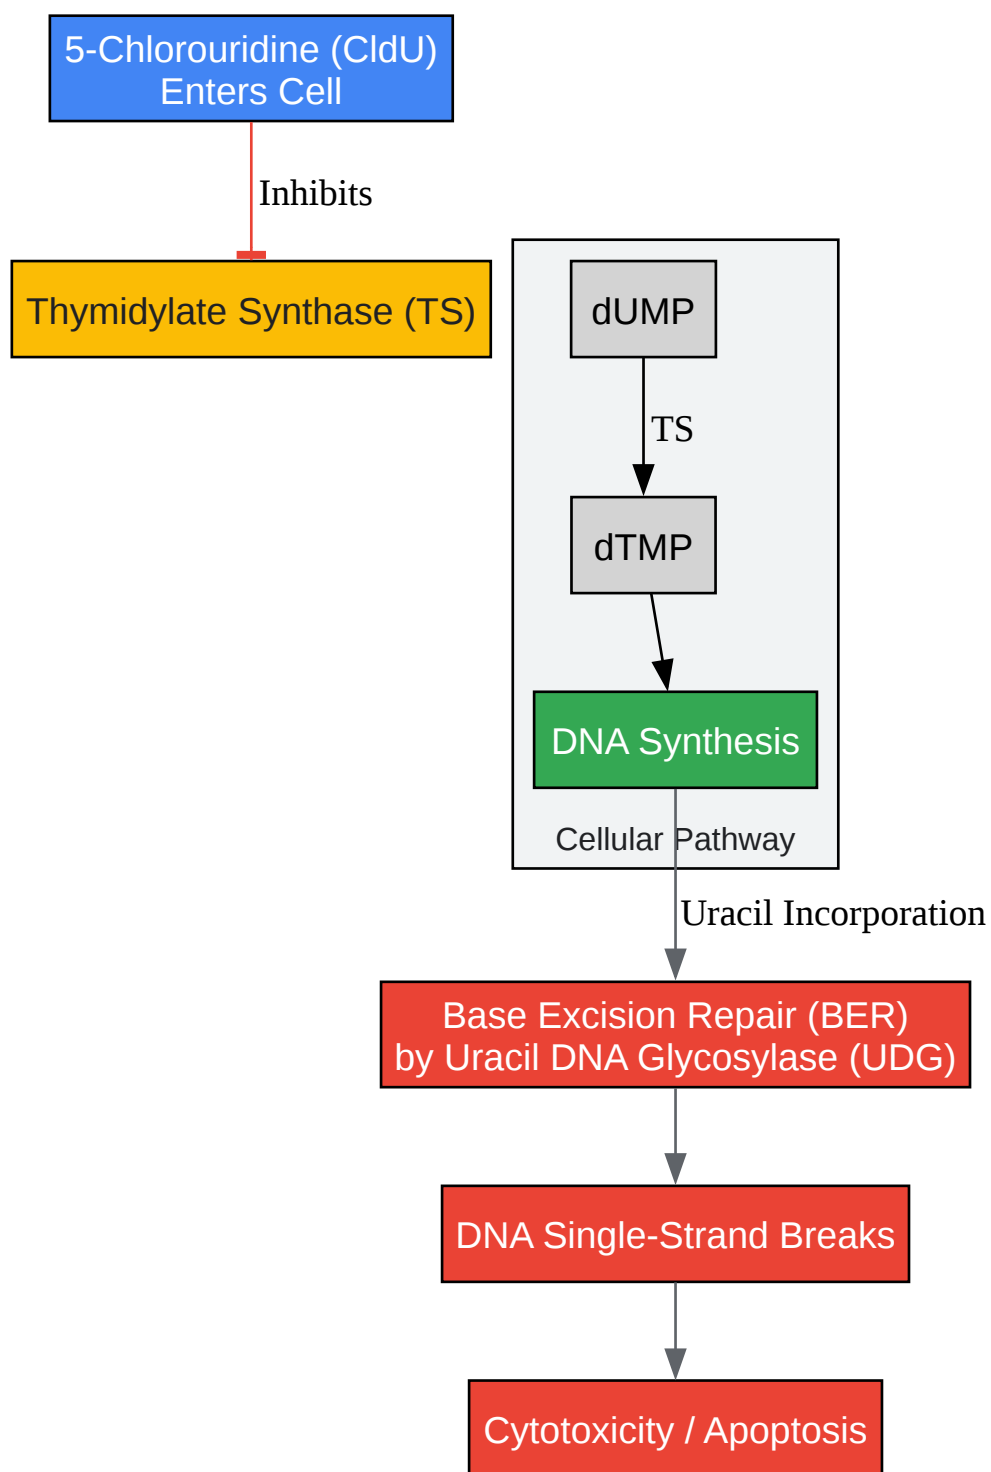 5-Chlorouridine (CldU)
Enters Cell
Inhibits
Thymidylate Synthase (TS)
dUMP
TS
dTMP
DNA Synthesis
Cellular Pathway
Uracil Incorporation
Base Excision Repair (BER)
by Uracil DNA Glycosylase (UDG)
DNA Single-Strand Breaks
Cytotoxicity / Apoptosis